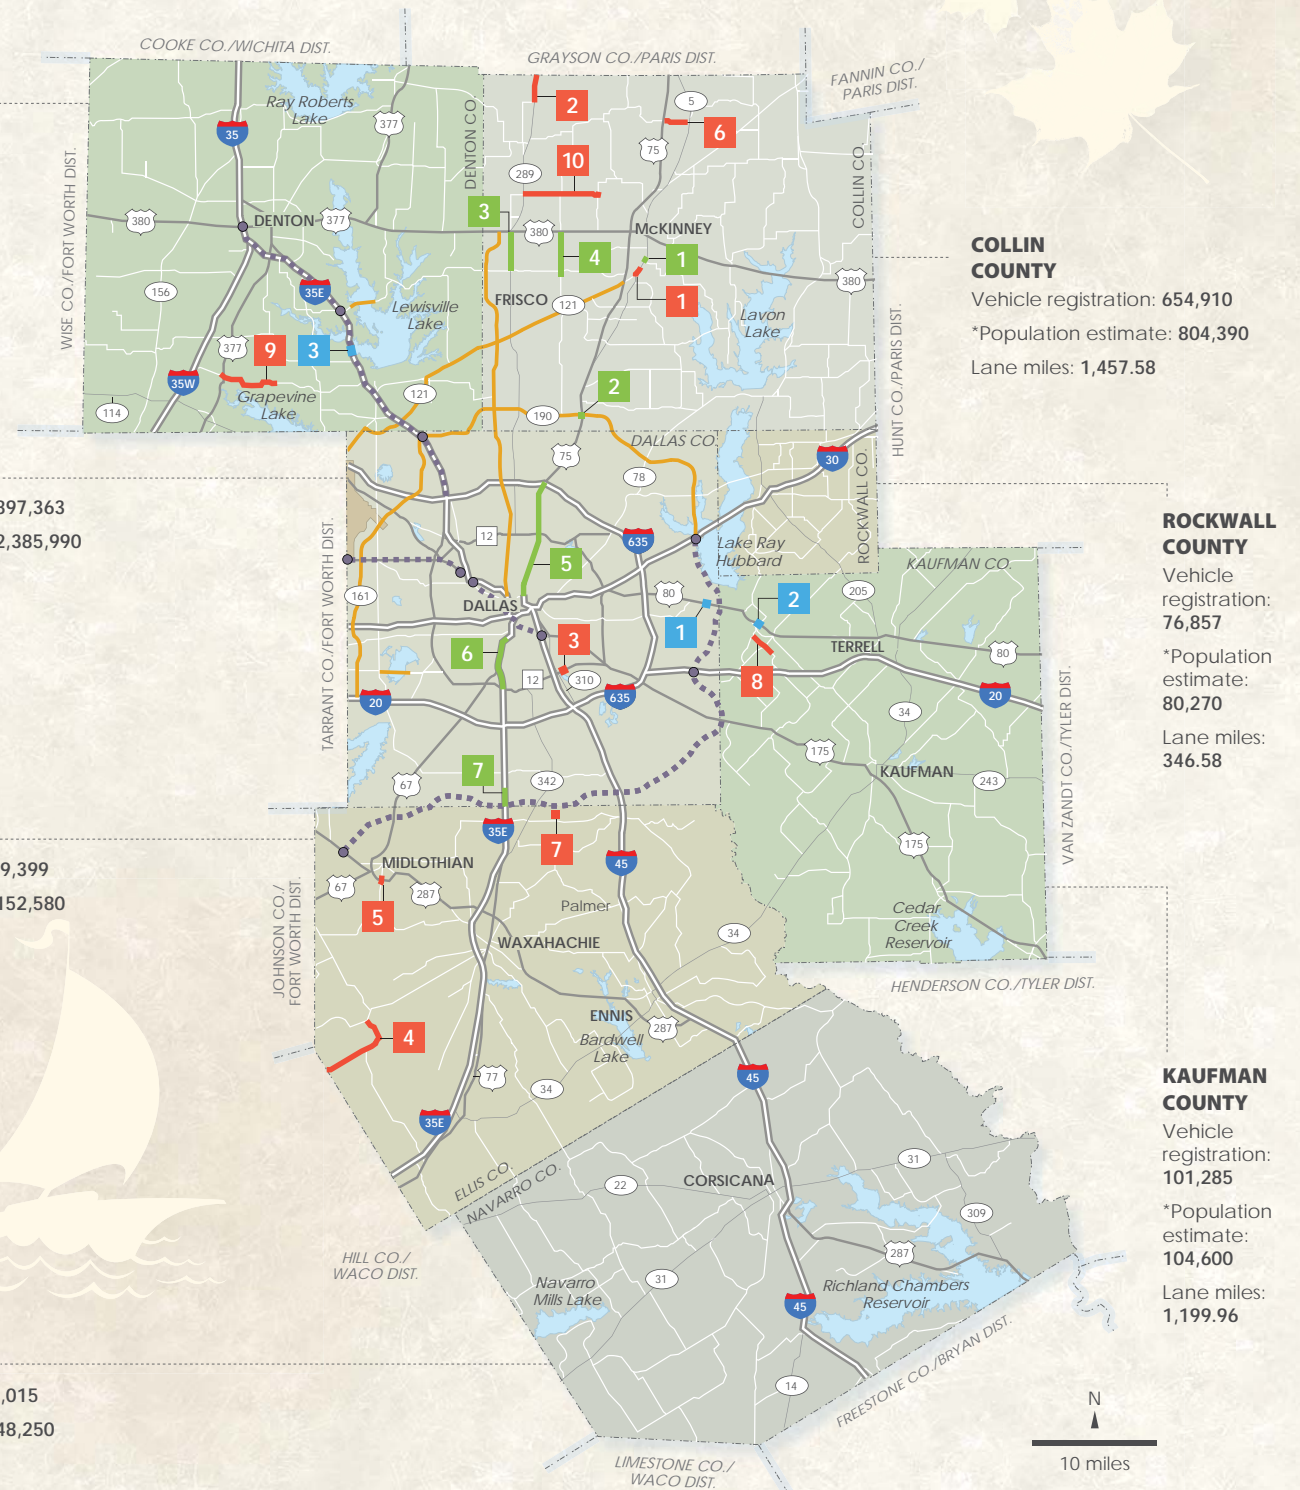 COOKE CO./WICHITA DIST.
GRAYSON CO./PARIS DIST.
FANNIN CO./
PARIS DIST.
Ray Roberts
Lake
377
35
2
5
6
75
DENTON CO.
COLLIN CO.
WISE CO./FORT WORTH DIST.
10
289
380
DENTON
377
3
380
McKINNEY
4
1
COLLIN
COUNTY
Vehicle registration: 654,910
*Population estimate: 804,390
Lane miles: 1,457.58
156
35E
Lewisville
Lake
FRISCO
121
1
Lavon
Lake
380
HUNT CO./PARIS DIST.
377
9
3
35W
Grapevine
Lake
114
121
2
190
DALLAS CO.
75
78
30
ROCKWALL CO.
397,363
2,385,990
TARRANT CO./FORT WORTH DIST.
12
635
Lake Ray
Hubbard
5
161
DALLAS
80
1
2
KAUFMAN CO.
205
ROCKWALL
COUNTY
Vehicle
registration:
76,857
*Population
estimate:
80,270
Lane miles:
346.58
6
3
12
310
635
8
TERRELL
80
20
20
34
VAN ZANDT CO./TYLER DIST.
175
KAUFMAN
243
67
7
342
35E
7
45
175
9,399
152,580
MIDLOTHIAN
67
287
5
Palmer
34
Cedar
Creek
Reservoir
JOHNSON CO./
FORT WORTH DIST.
WAXAHACHIE
HENDERSON CO./TYLER DIST.
ENNIS
287
Bardwell
Lake
4
77
34
45
35E
KAUFMAN
COUNTY
Vehicle
registration:
101,285
*Population
estimate:
104,600
Lane miles:
1,199.96
ELLIS CO.
NAVARRO CO.
22
CORSICANA
31
309
287
HILL CO./
WACO DIST.
31
Navarro
Mills Lake
45
Richland Chambers
Reservoir
14
FREESTONE CO./BRYAN DIST.
,015
48,250
LIMESTONE CO./
WACO DIST.
N
10 miles